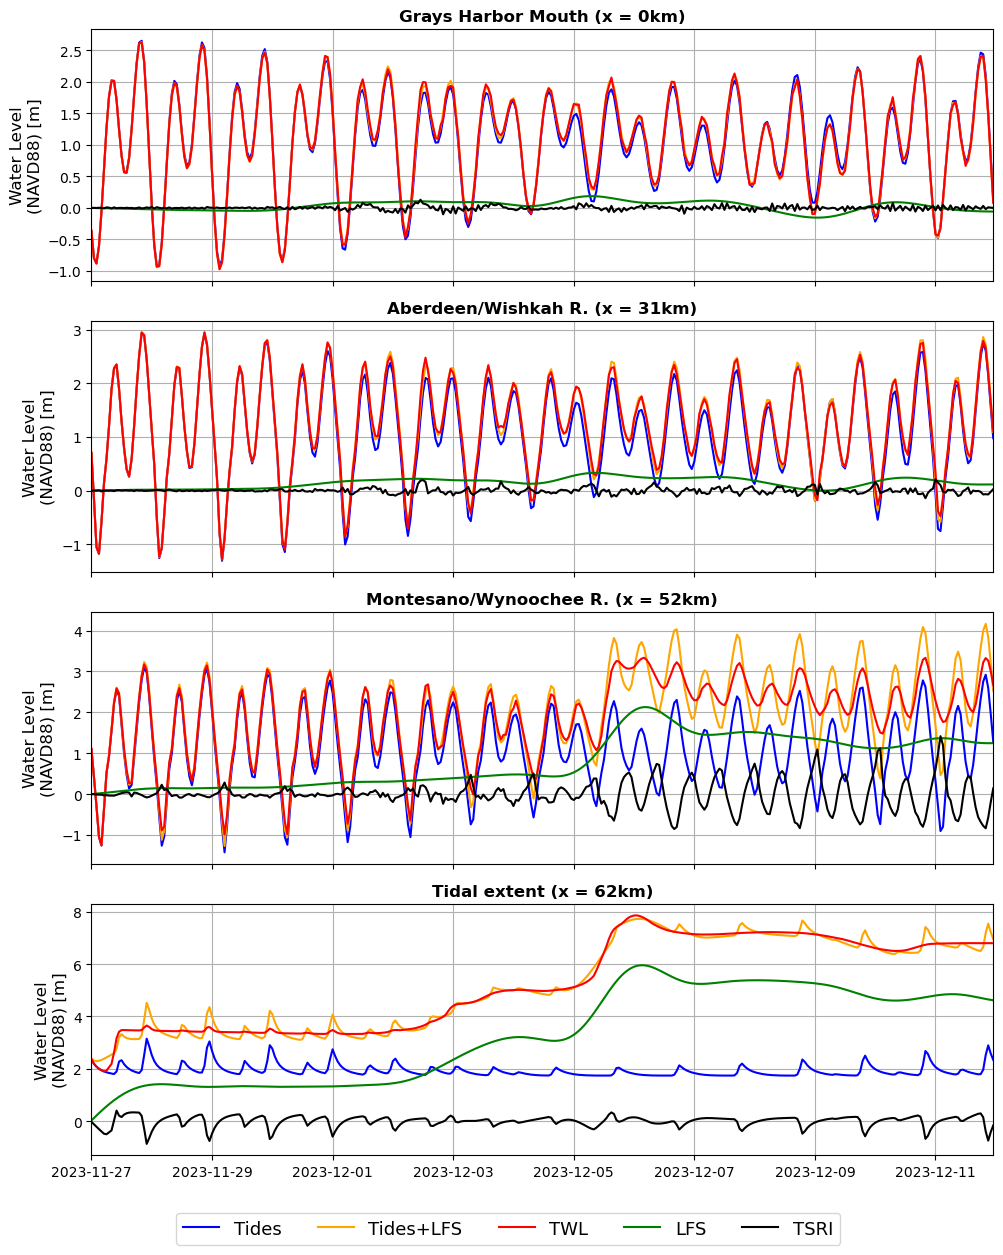 Grays Harbor Mouth (x = 0km)
Water Level
(NAVD88) [m]
2.5
2.0
1.5
1.0
0.5
0.0
−0.5
−1.0
Aberdeen/Wishkah R. (x = 31km)
Water Level
(NAVD88) [m]
3
2
1
0
−1
Montesano/Wynoochee R. (x = 52km)
Water Level
(NAVD88) [m]
4
3
2
1
0
−1
Tidal extent (x = 62km)
Water Level
(NAVD88) [m]
8
6
4
2
0
2023-11-27 2023-11-29 2023-12-01 2023-12-03 2023-12-05 2023-12-07 2023-12-09 2023-12-11
Tides Tides+LFS TWL LFS TSRI